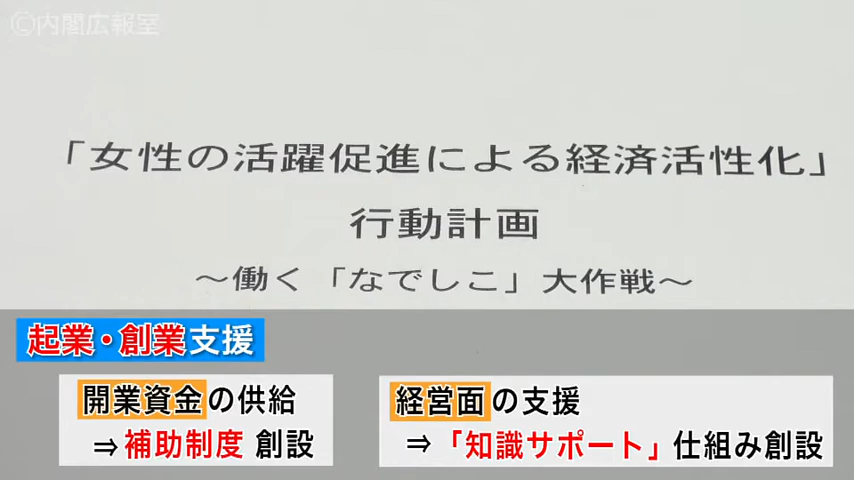 ©内閣広報室
「女性の活躍促進による経済活性化」
行動計画
～働く「なでしこ」大作戦～
起業・創業支援
開業資金の供給
⇒補助制度 創設
経営面の支援
⇒「知識サポート」仕組み創設